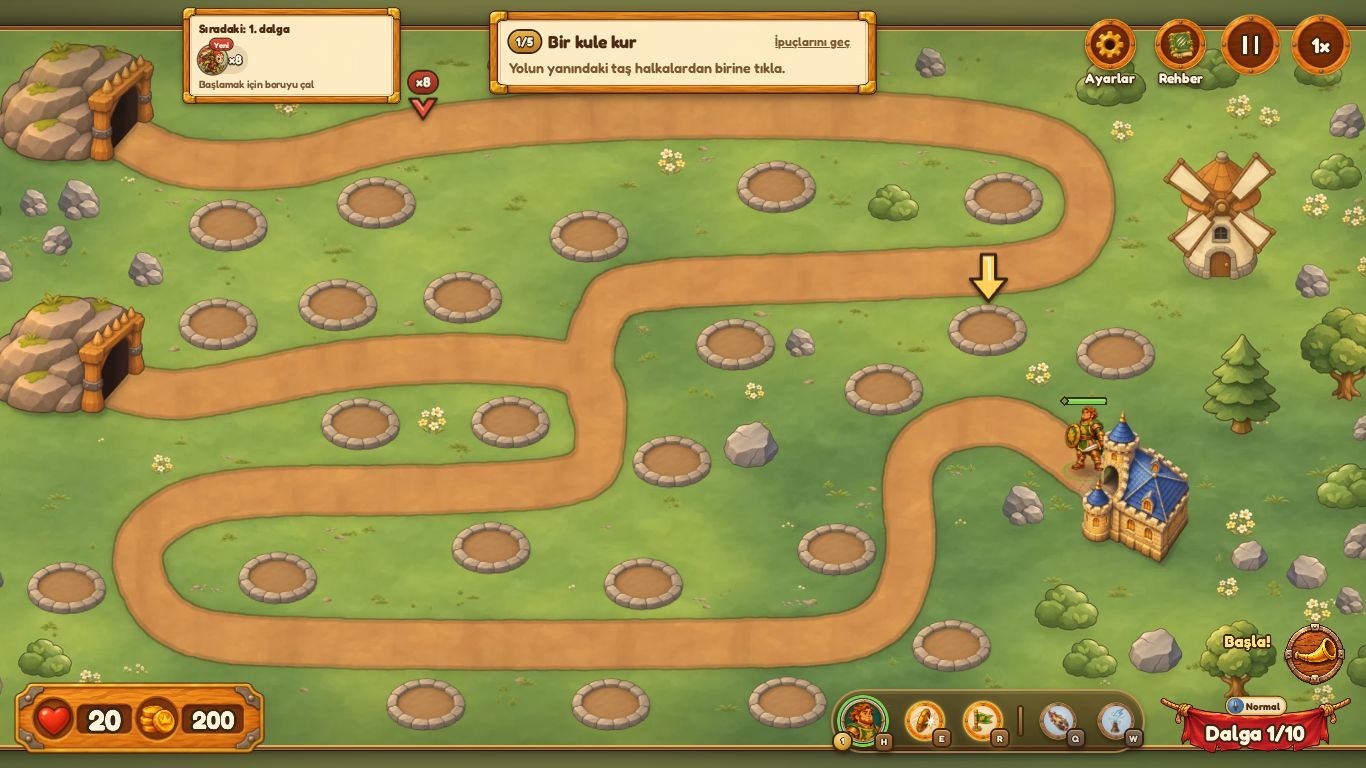 Sıradaki: 1. dalga
Yeni
x8
Başlamak için boruyu çal
x8
1/5
Bir kule kur
İpuçlarını geç
Yolun yanındaki taş halkalardan birine tıkla.
1x
Ayarlar
Rehber
Başla!
20
200
1
H
E
R
Q
W
Normal
Dalga 1/10